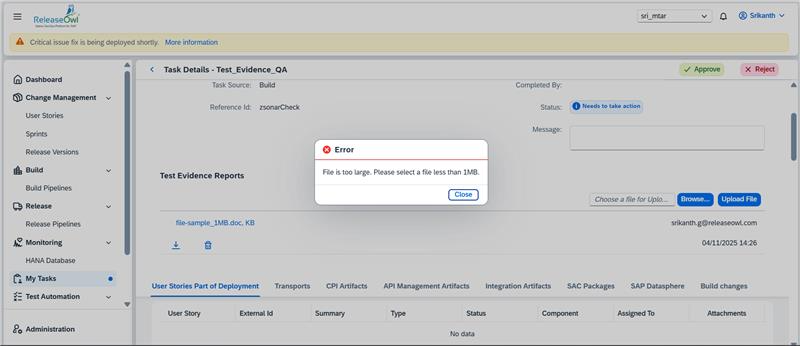 ReleaseOwl
sri_mtar
Srikanth
Critical issue fix is being deployed shortly. More information
Dashboard
Change Management
User Stories
Sprints
Release Versions
Build
Build Pipelines
Release
Release Pipelines
Monitoring
HANA Database
My Tasks
Test Automation
Administration
Task Details - Test_Evidence_QA
Approve
Reject
Task Source: Build
Completed By:
Reference Id: zsonarCheck
Status: Needs to take action
Message:
Error
File is too large. Please select a file less than 1MB.
Close
Test Evidence Reports
Choose a file for Uplo... Browse... Upload File
file-sample_1MB.doc, KB
srikanth.g@releaseowl.com
04/11/2025 14:26
User Stories Part of Deployment Transports CPI Artifacts API Management Artifacts Integration Artifacts SAC Packages SAP Datasphere Build changes
User Story External Id Summary Type Status Component Assigned To Attachments
No data